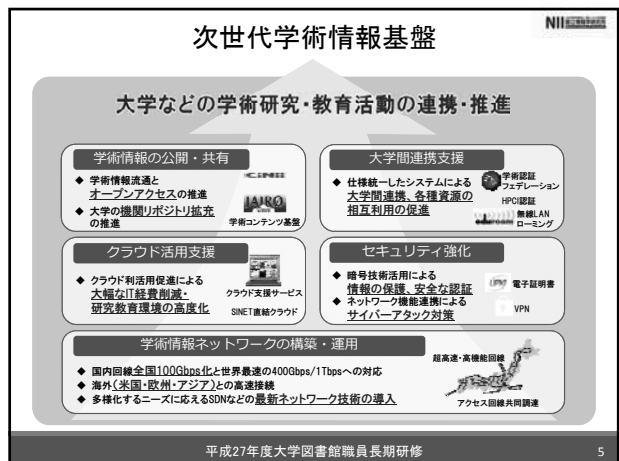 次世代学術情報基盤
NII
大学などの学術研究・教育活動の連携・推進
学術情報の公開・共有
◆ 学術情報流通と
オープンアクセスの推進
◆ 大学の機関リポジトリ拡充
の推進
CiNii
JAIRO
学術コンテンツ基盤
大学間連携支援
◆ 仕様統一したシステムによる
大学間連携、各種資源の
相互利用の促進
学術認証
フェデレーション
HPCI認証
eduroam
無線LAN
ローミング
クラウド活用支援
◆ クラウド利活用促進による
大幅なIT経費削減・
研究教育環境の高度化
クラウド支援サービス
SINET直結クラウド
セキュリティ強化
◆ 暗号技術活用による
情報の保護、安全な認証
◆ ネットワーク機能連携による
サイバーアタック対策
電子証明書
VPN
学術情報ネットワークの構築・運用
◆ 国内回線全国100Gbps化と世界最速の400Gbps/1Tbpsへの対応
◆ 海外(米国・欧州・アジア)との高速接続
◆ 多様化するニーズに応えるSDNなどの最新ネットワーク技術の導入
超高速・高機能回線
アクセス回線共同調達
平成27年度大学図書館職員長期研修
5